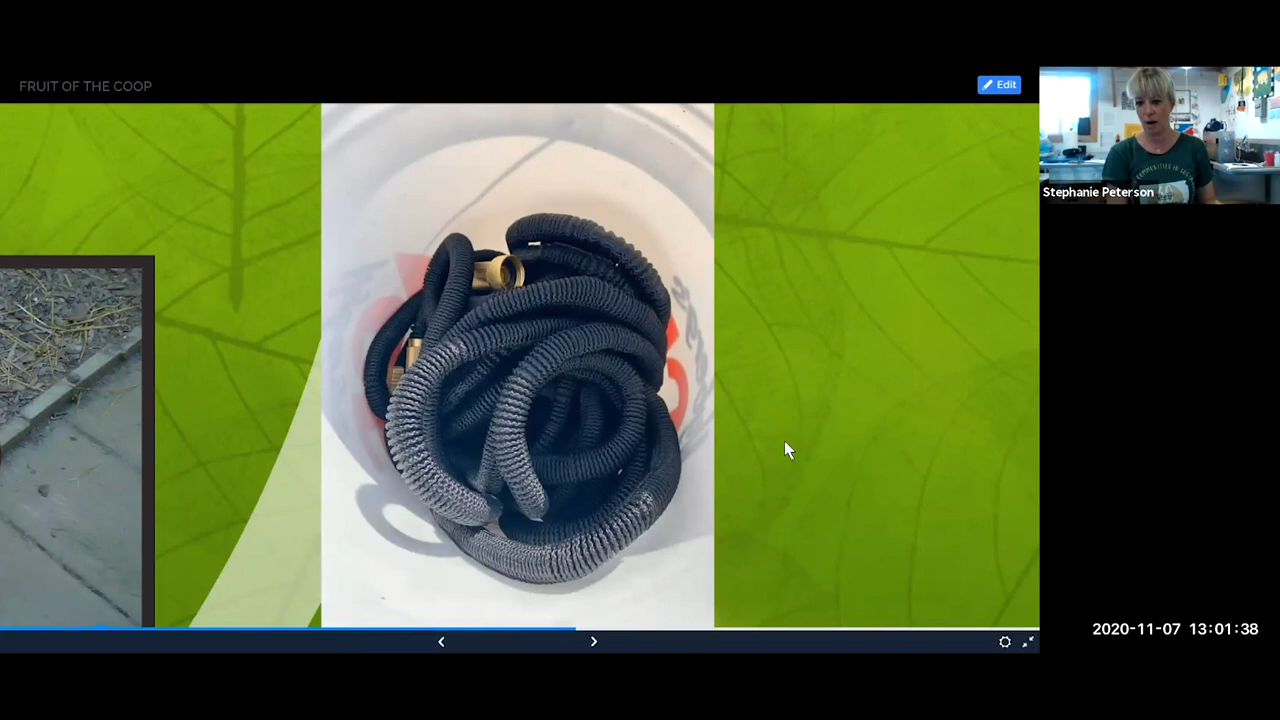 FRUIT OF THE COOP
Edit
Stephanie Peterson
2020-11-07 13:01:38